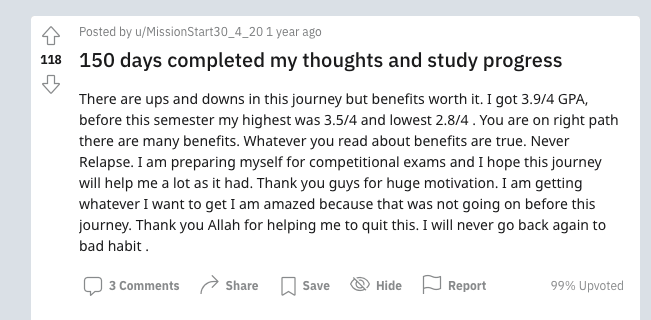 Posted by u/MissionStart30_4_20 1 year ago
118
150 days completed my thoughts and study progress
There are ups and downs in this journey but benefits worth it. I got 3.9/4 GPA,
before this semester my highest was 3.5/4 and lowest 2.8/4 . You are on right path
there are many benefits. Whatever you read about benefits are true. Never
Relapse. I am preparing myself for competitional exams and I hope this journey
will help me a lot as it had. Thank you guys for huge motivation. I am getting
whatever I want to get I am amazed because that was not going on before this
journey. Thank you Allah for helping me to quit this. I will never go back again to
bad habit .
3 Comments Share Save Hide Report 99% Upvoted